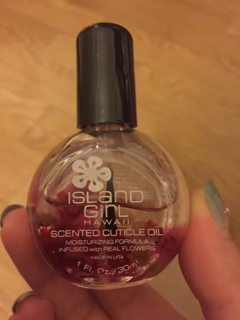 ISLAND
GIRL
HAWAII
SCENTED CUTICLE OIL
MOISTURIZING FORMULA
INFUSED with REAL FLOWERS
MADE IN USA
1 Fl. Oz/30ml